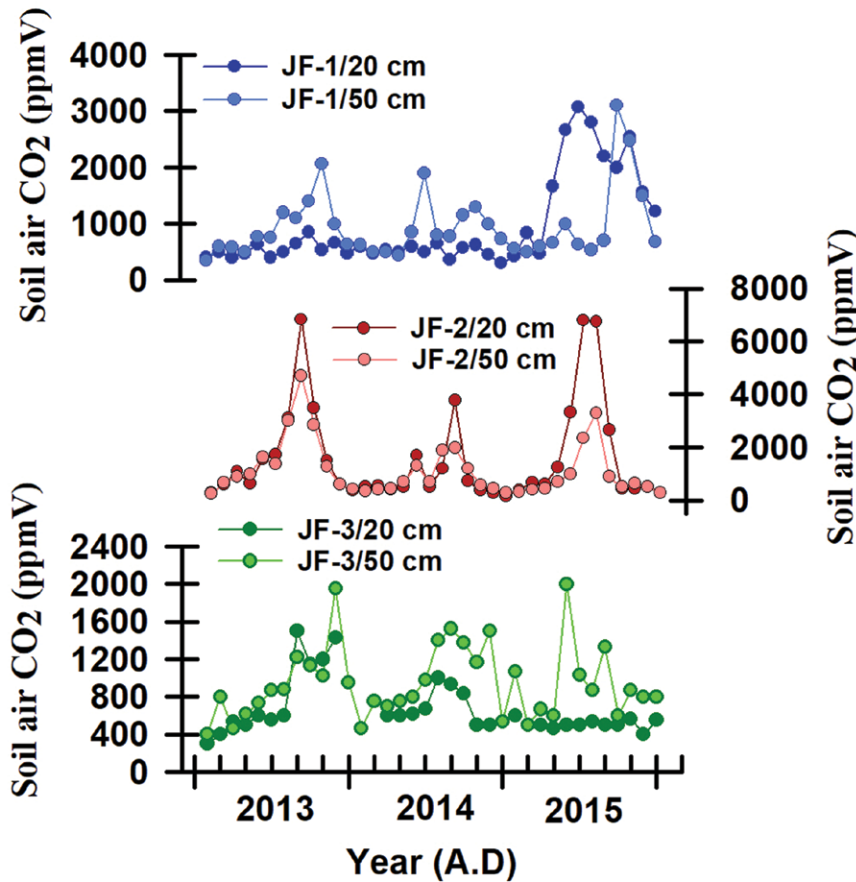 Soil air CO2 (ppmV)
4000
3000
2000
1000
0
JF-1/20 cm
JF-1/50 cm
Soil air CO2 (ppmV)
8000
6000
4000
2000
0
JF-2/20 cm
JF-2/50 cm
Soil air CO2 (ppmV)
2400
2000
1600
1200
800
400
0
JF-3/20 cm
JF-3/50 cm
2013 2014 2015
Year (A.D)